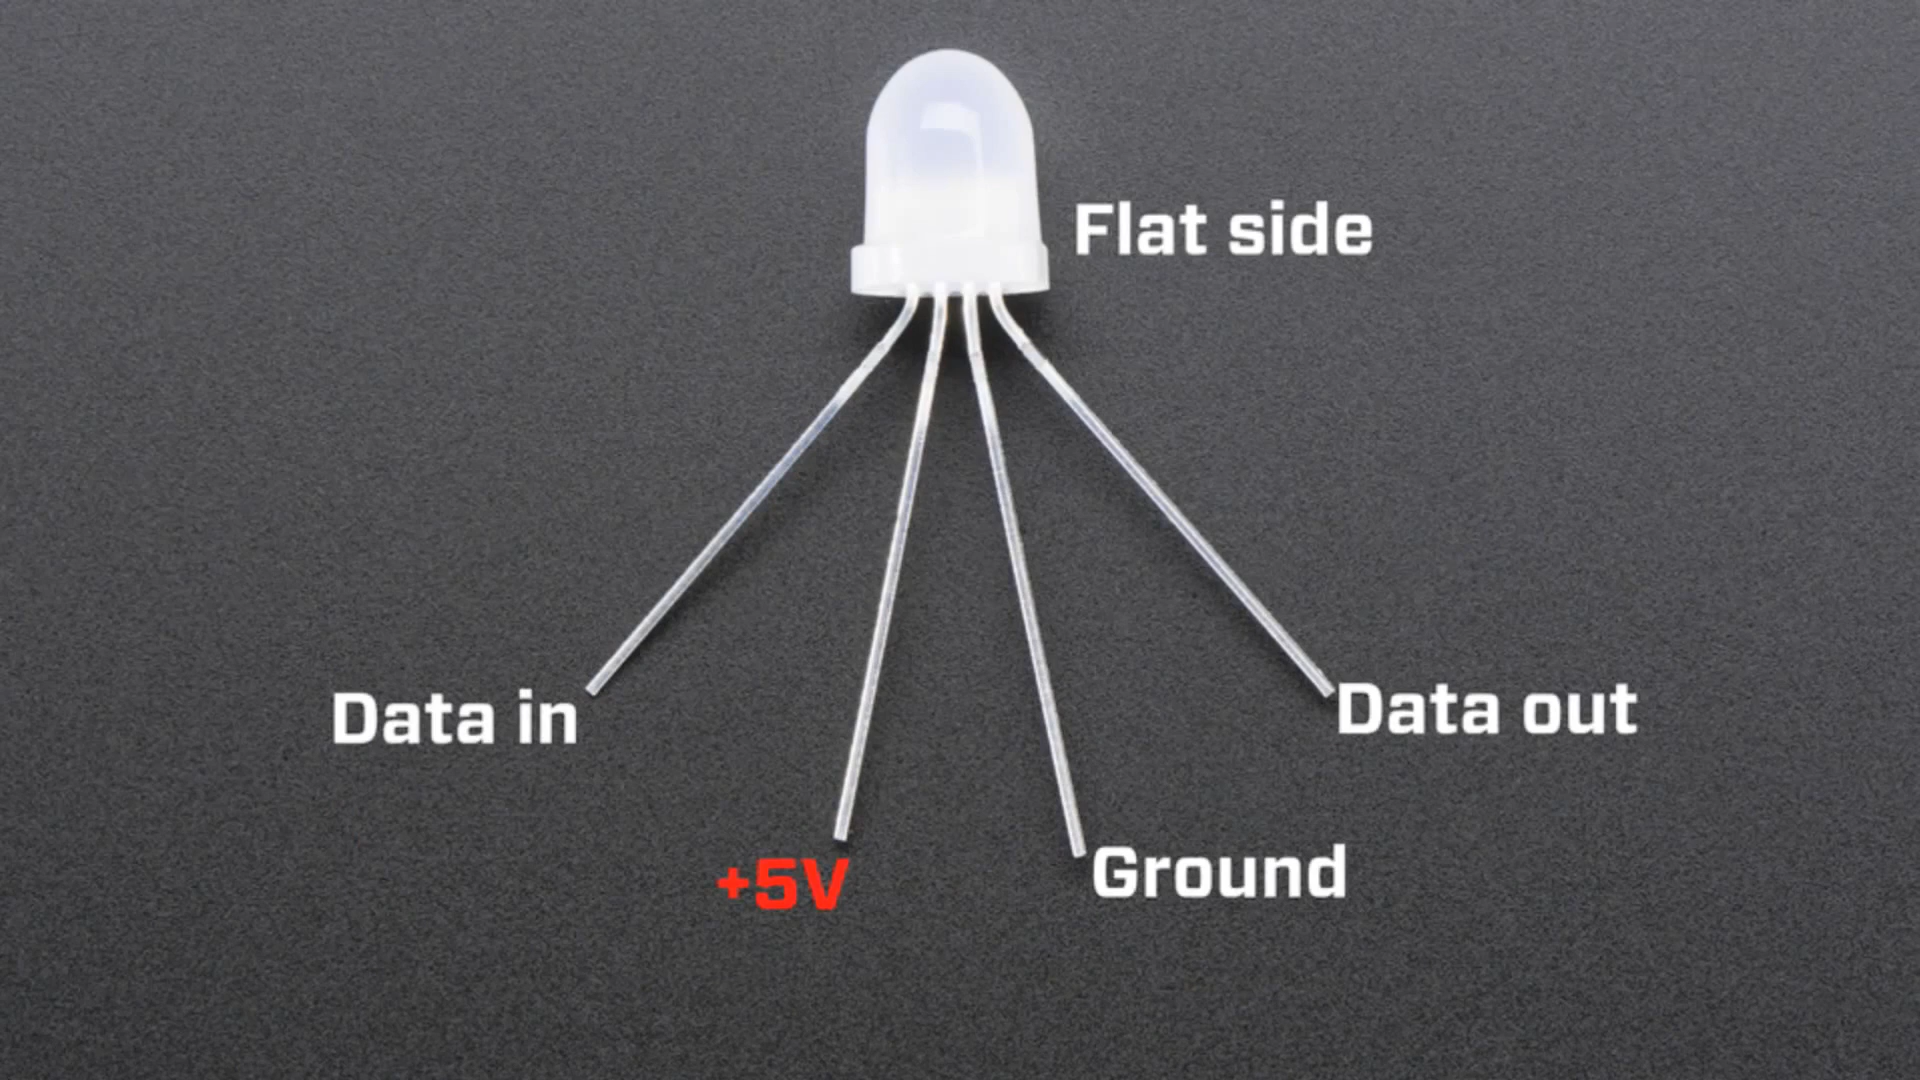 Flat side
Data in
Data out
+5V
Ground